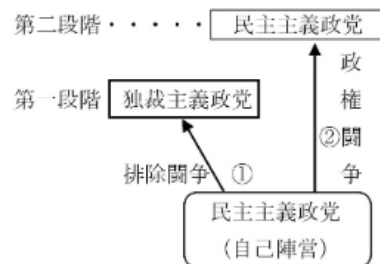 第二段階・・・・・民主主義政党
第一段階 独裁主義政党
政権②闘争
排除闘争 ①
民主主義政党
(自己陣営)